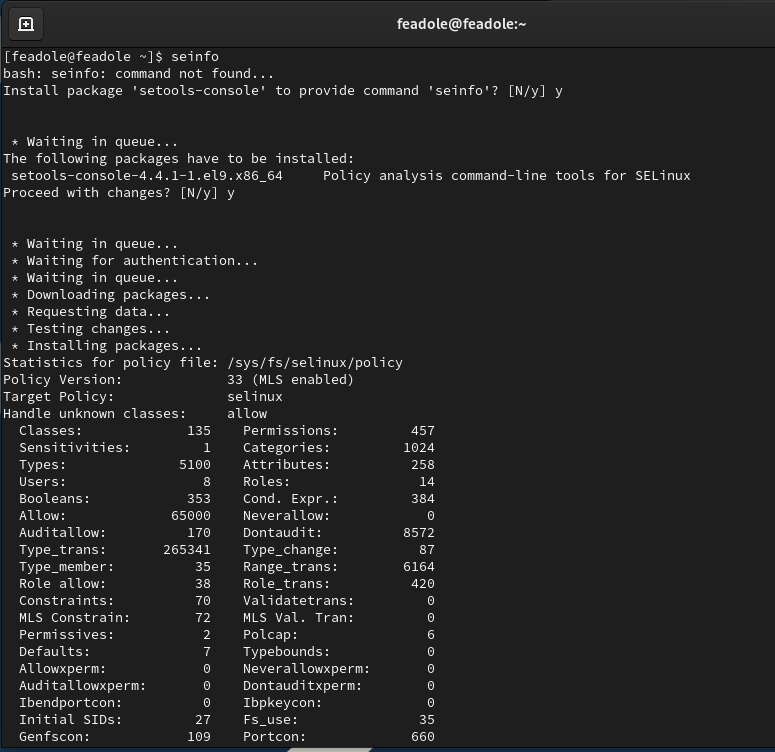 feadole@feadole:~
[feadole@feadole ~]$ seinfo
bash: seinfo: command not found...
Install package 'setools-console' to provide command 'seinfo'? [N/y] y
* Waiting in queue...
The following packages have to be installed:
setools-console-4.4.1-1.el9.x86_64 Policy analysis command-line tools for SELinux
Proceed with changes? [N/y] y
* Waiting in queue...
* Waiting for authentication...
* Waiting in queue...
* Downloading packages...
* Requesting data...
* Testing changes...
* Installing packages...
Statistics for policy file: /sys/fs/selinux/policy
Policy Version: 33 (MLS enabled)
Target Policy: selinux
Handle unknown classes: allow
Classes: 135 Permissions: 457
Sensitivities: 1 Categories: 1024
Types: 5100 Attributes: 258
Users: 8 Roles: 14
Booleans: 353 Cond. Expr.: 384
Allow: 65000 Neverallow: 0
Auditallow: 170 Dontaudit: 8572
Type_trans: 265341 Type_change: 87
Type_member: 35 Range_trans: 6164
Role allow: 38 Role_trans: 420
Constraints: 70 Validatetrans: 0
MLS Constrain: 72 MLS Val. Tran: 0
Permissives: 2 Polcap: 6
Defaults: 7 Typebounds: 0
Allowxperm: 0 Neverallowxperm: 0
Auditallowxperm: 0 Dontauditxperm: 0
Ibendportcon: 0 Ibpkeycon: 0
Initial SIDs: 27 Fs_use: 35
Genfscon: 109 Portcon: 660